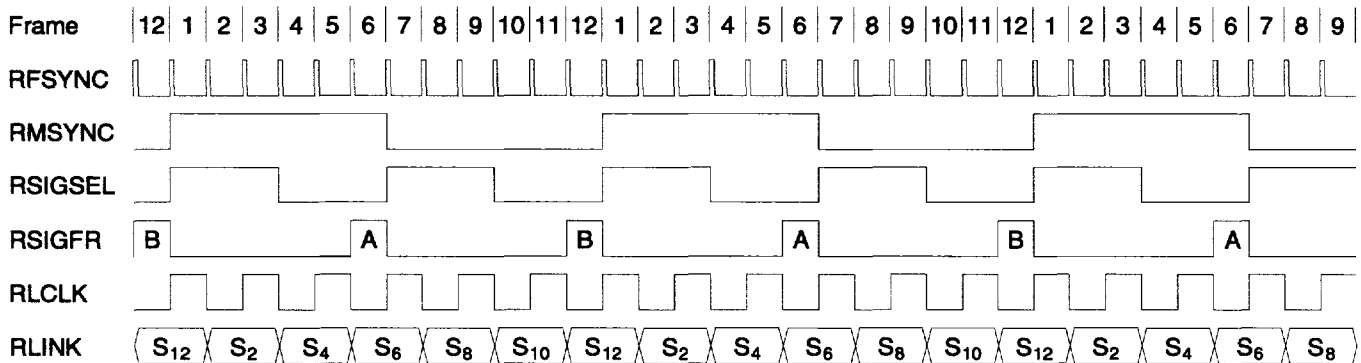 Frame 12 1 2 3 4 5 6 7 8 9 10 11 12 1 2 3 4 5 6 7 8 9 10 11 12 1 2 3 4 5 6 7 8 9
RFSYNC
RMSYNC
RSIGSEL
RSIGFR B A B A B A
RLCLK
RLINK S12 S2 S4 S6 S8 S10 S12 S2 S4 S6 S8 S10 S12 S2 S4 S6 S8